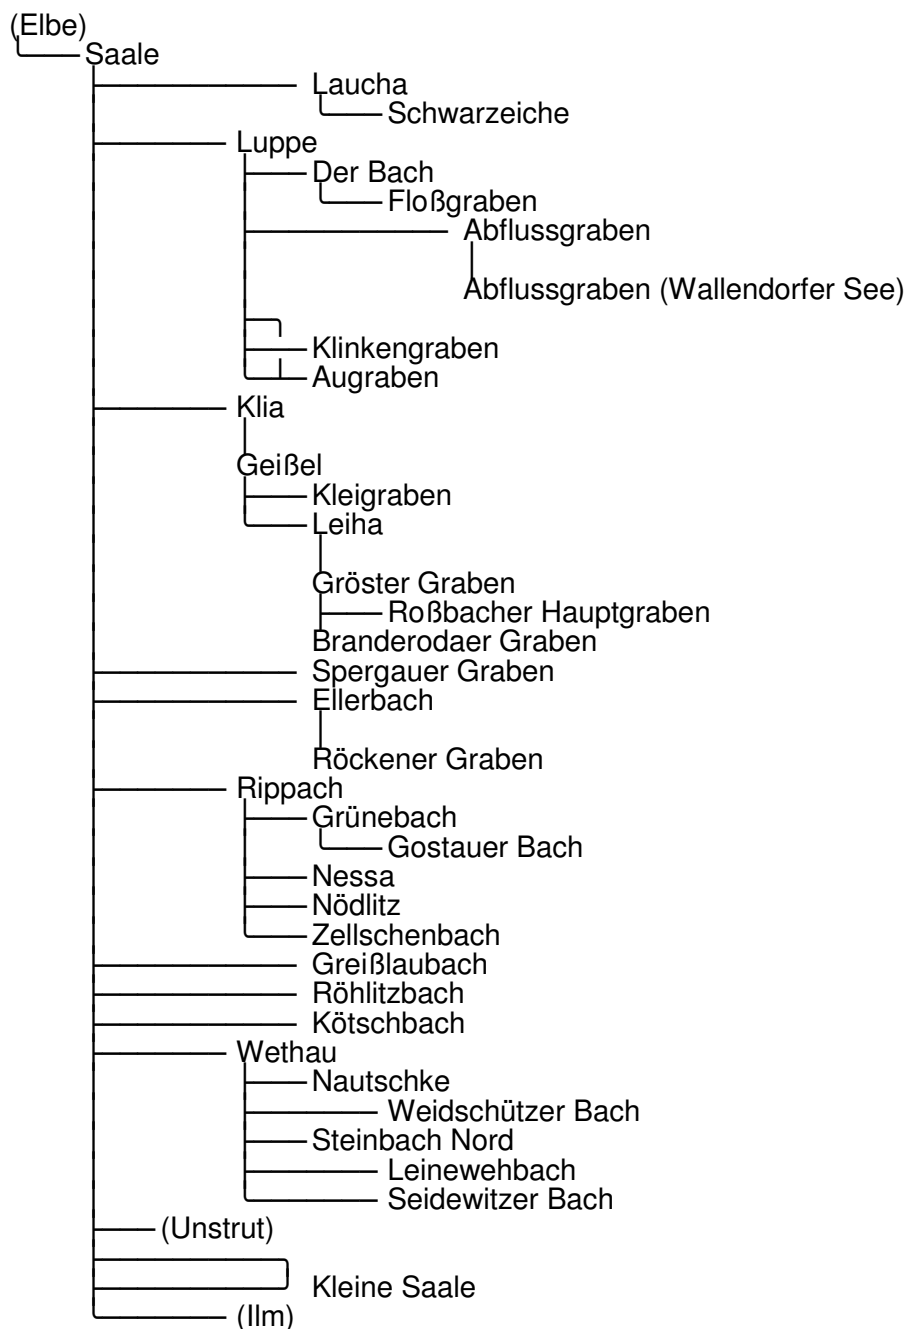 (Elbe)
Saale
Laucha
Schwarzeiche
Luppe
Der Bach
Floßgraben
Abflussgraben
Abflussgraben (Wallendorfer See)
Klinkengraben
Augraben
Klia
Geißel
Kleigraben
Leiha
Gröster Graben
Roßbacher Hauptgraben
Branderodaer Graben
Spergauer Graben
Ellerbach
Röckener Graben
Rippach
Grünebach
Gostauer Bach
Nessa
Nödlitz
Zellschenbach
Greißlaubach
Röhlitzbach
Kötschbach
Wethau
Nautschke
Weidschützer Bach
Steinbach Nord
Leinewehbach
Seidewitzer Bach
(Unstrut)
Kleine Saale
(Ilm)